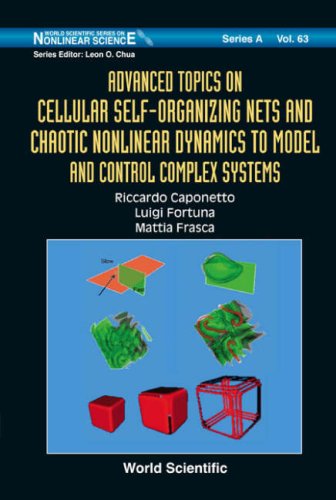 WORLD SCIENTIFIC SERIES ON
NONLINEAR SCIENCE
Series A Vol. 63
Series Editor: Leon O. Chua
ADVANCED TOPICS ON
CELLULAR SELF-ORGANIZING NETS AND
CHAOTIC NONLINEAR DYNAMICS TO MODEL
AND CONTROL COMPLEX SYSTEMS
Riccardo Caponetto
Luigi Fortuna
Mattia Frasca
World Scientific